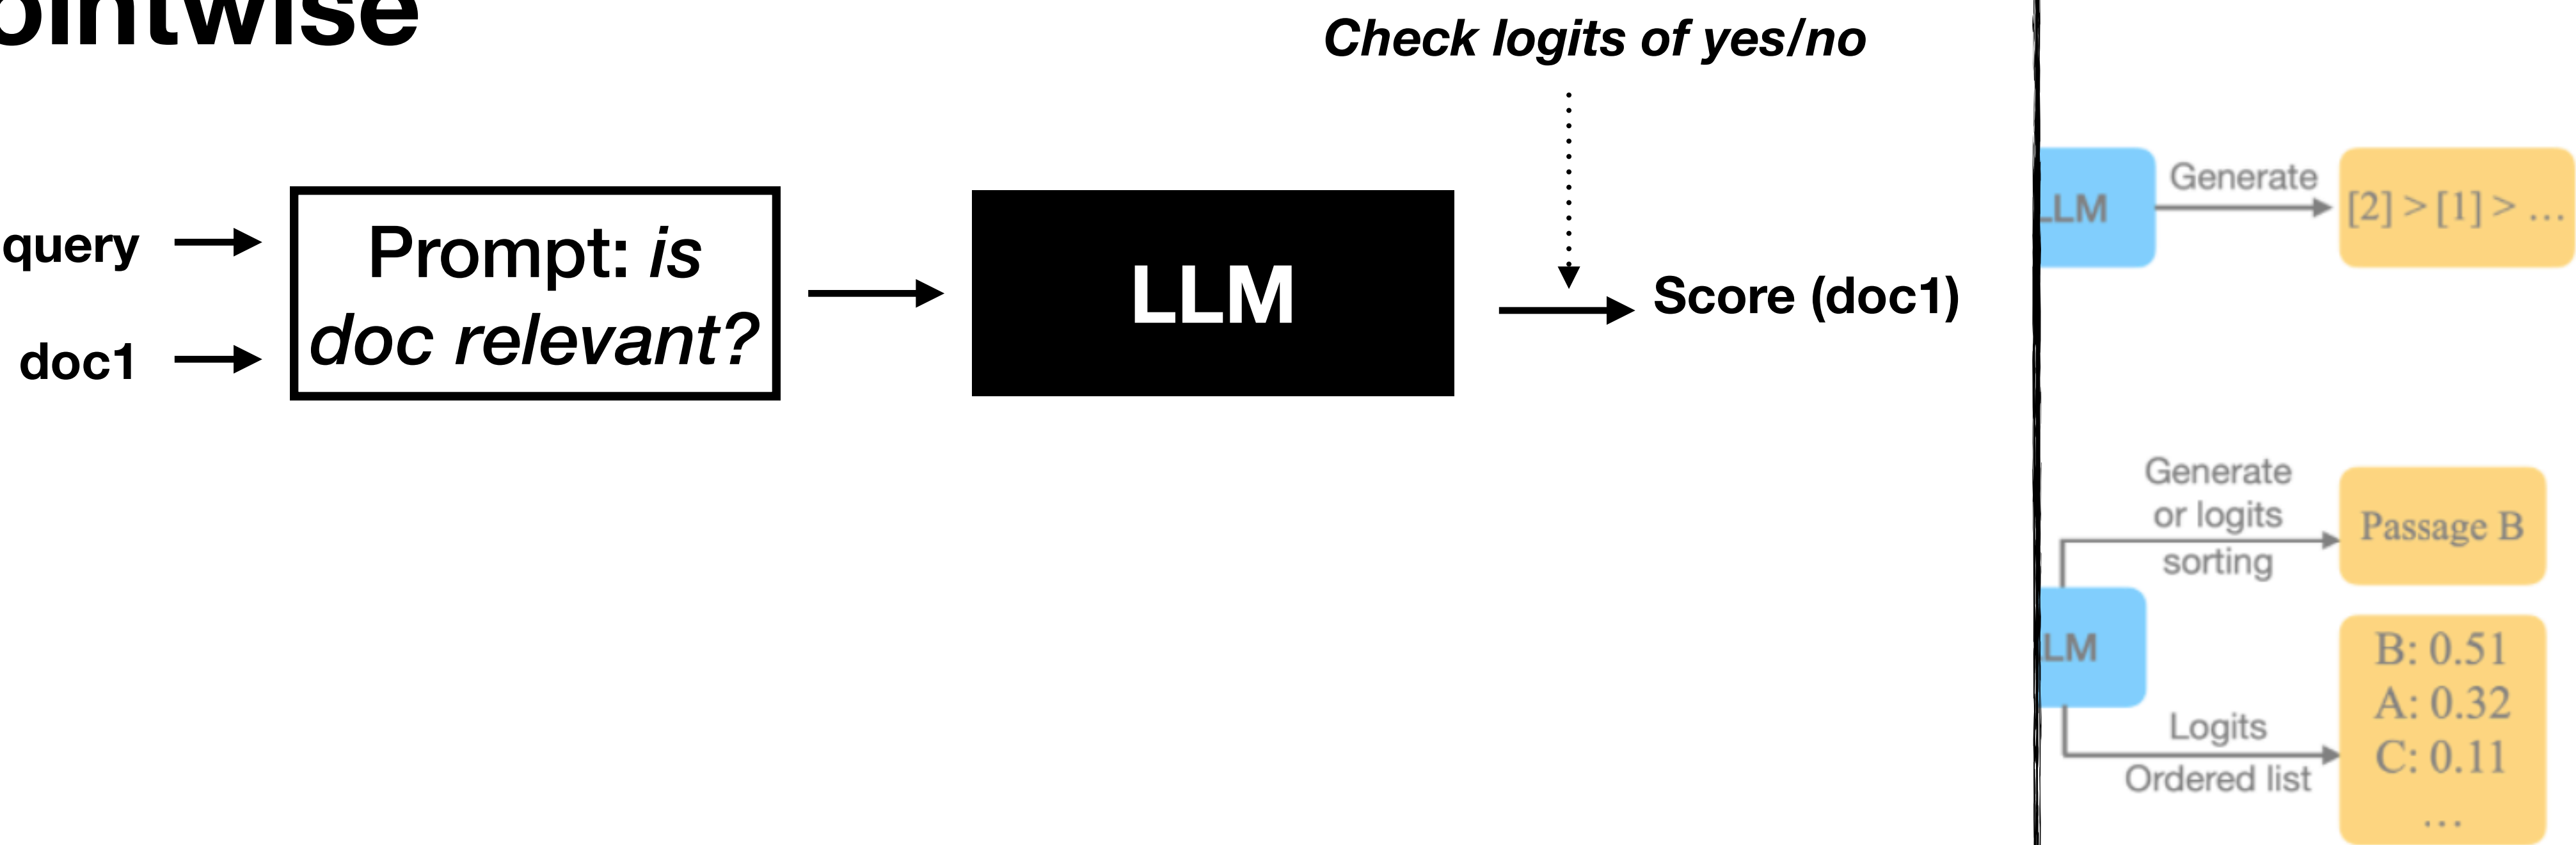 ointwise
Check logits of yes/no
query
doc1
Prompt: is
doc relevant?
LLM
Score (doc1)
LLM
Generate
[2] > [1] > …
Generate
or logits
sorting
Passage B
LM
Logits
Ordered list
B: 0.51
A: 0.32
C: 0.11
…